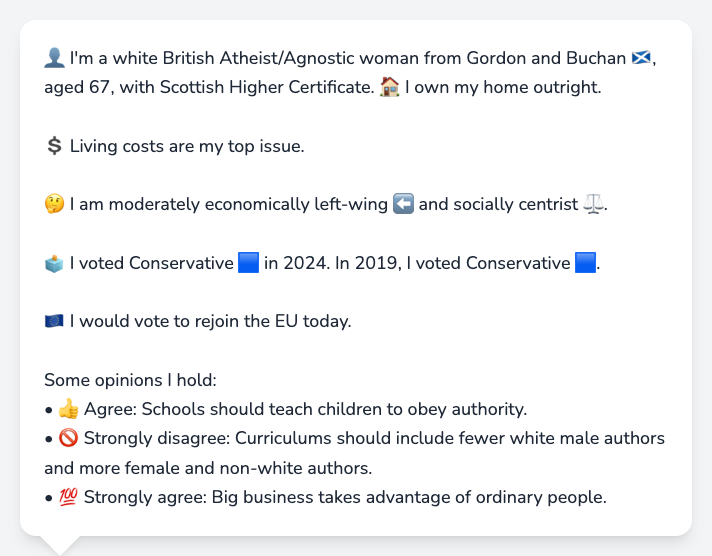 👤 I'm a white British Atheist/Agnostic woman from Gordon and Buchan 🏴󠁧󠁢󠁳󠁣󠁴󠁿,
aged 67, with Scottish Higher Certificate. 🏠 I own my home outright.
💲 Living costs are my top issue.
🤔 I am moderately economically left-wing ⬅️ and socially centrist ⚖️.
🗳️ I voted Conservative 🟦 in 2024. In 2019, I voted Conservative 🟦.
🇪🇺 I would vote to rejoin the EU today.
Some opinions I hold:
• 👍 Agree: Schools should teach children to obey authority.
• 🚫 Strongly disagree: Curriculums should include fewer white male authors
and more female and non-white authors.
• 💯 Strongly agree: Big business takes advantage of ordinary people.